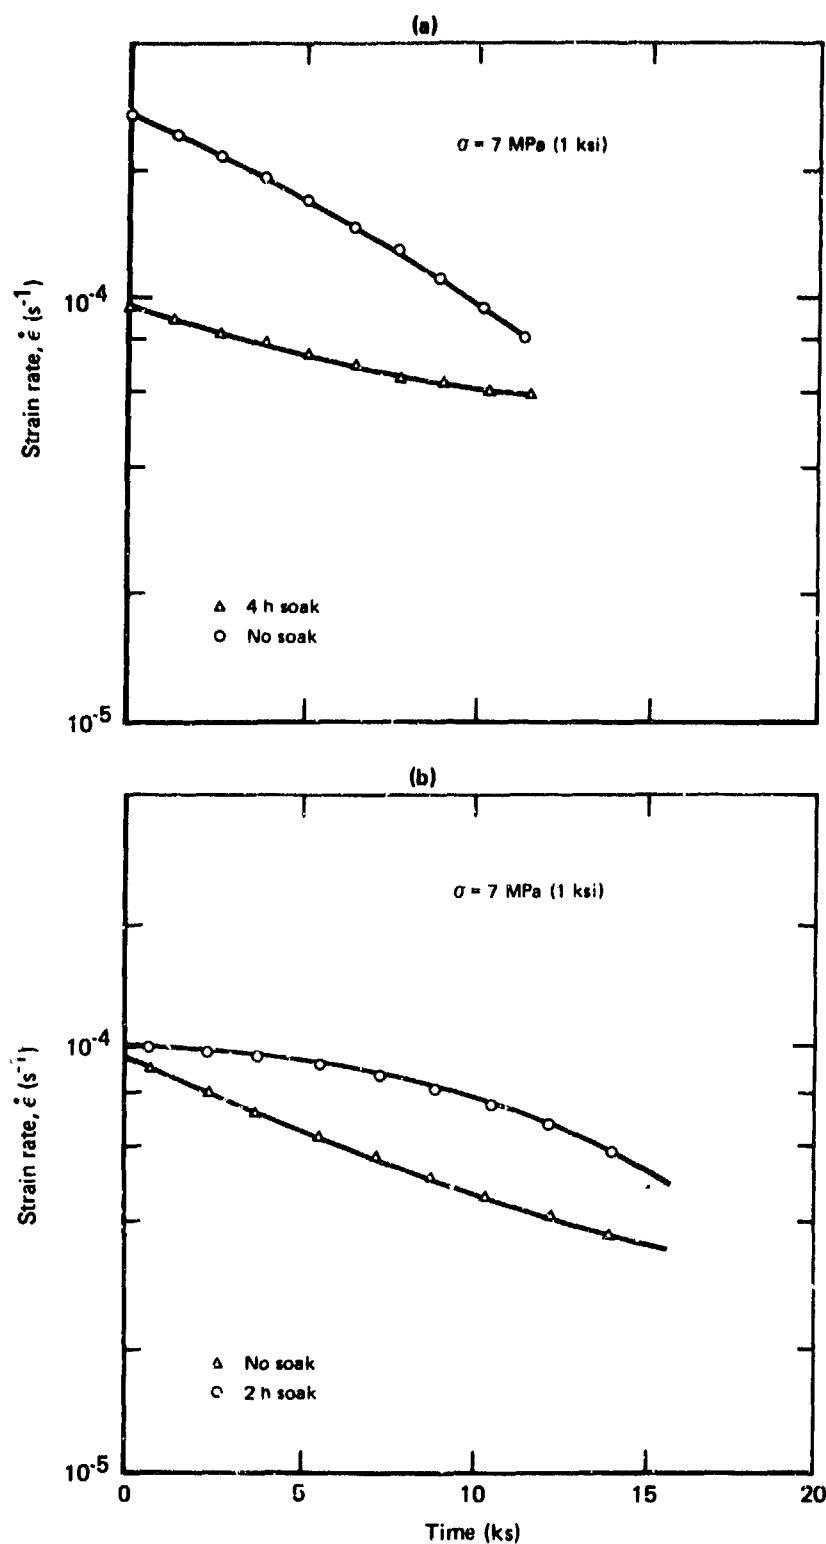 (a)
σ = 7 MPa (1 ksi)
10⁻⁴
Strain rate, ε̇ (s⁻¹)
△ 4 h soak
○ No soak
10⁻⁵
(b)
σ = 7 MPa (1 ksi)
10⁻⁴
Strain rate, ε̇ (s⁻¹)
△ No soak
○ 2 h soak
10⁻⁵
0 5 10 15 20
Time (ks)